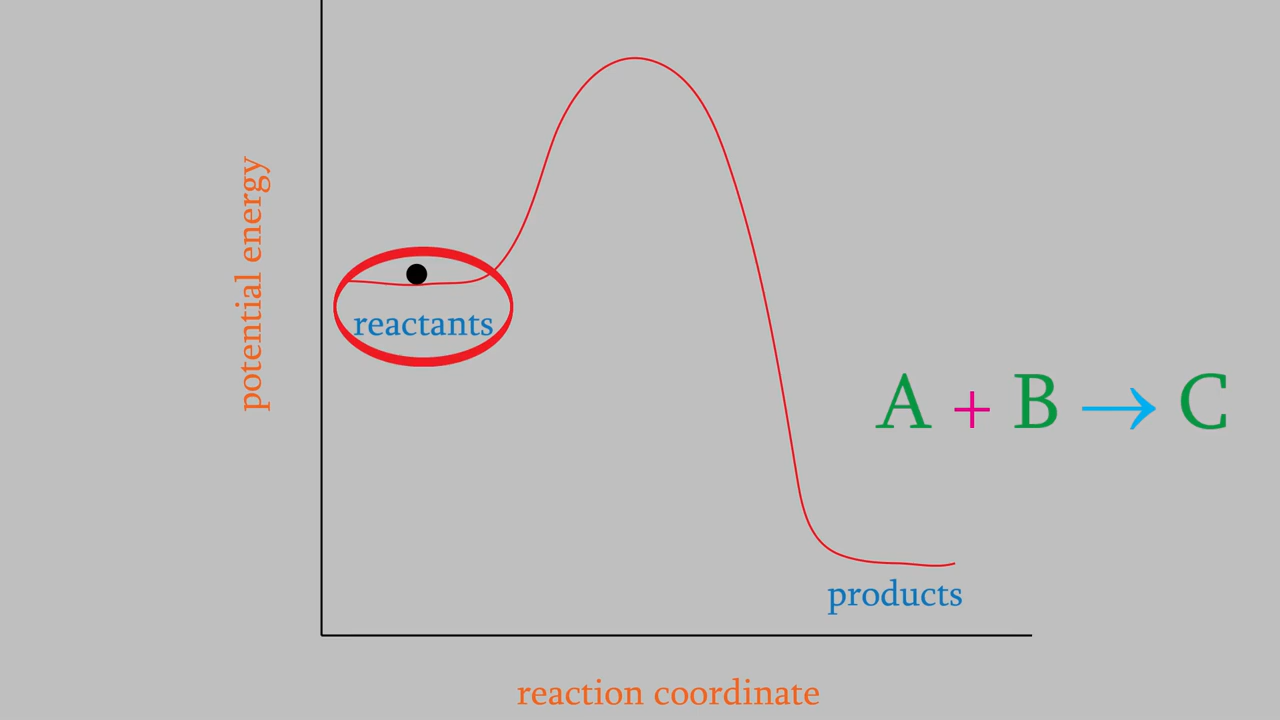 potential energy
reactants
A + B → C
products
reaction coordinate